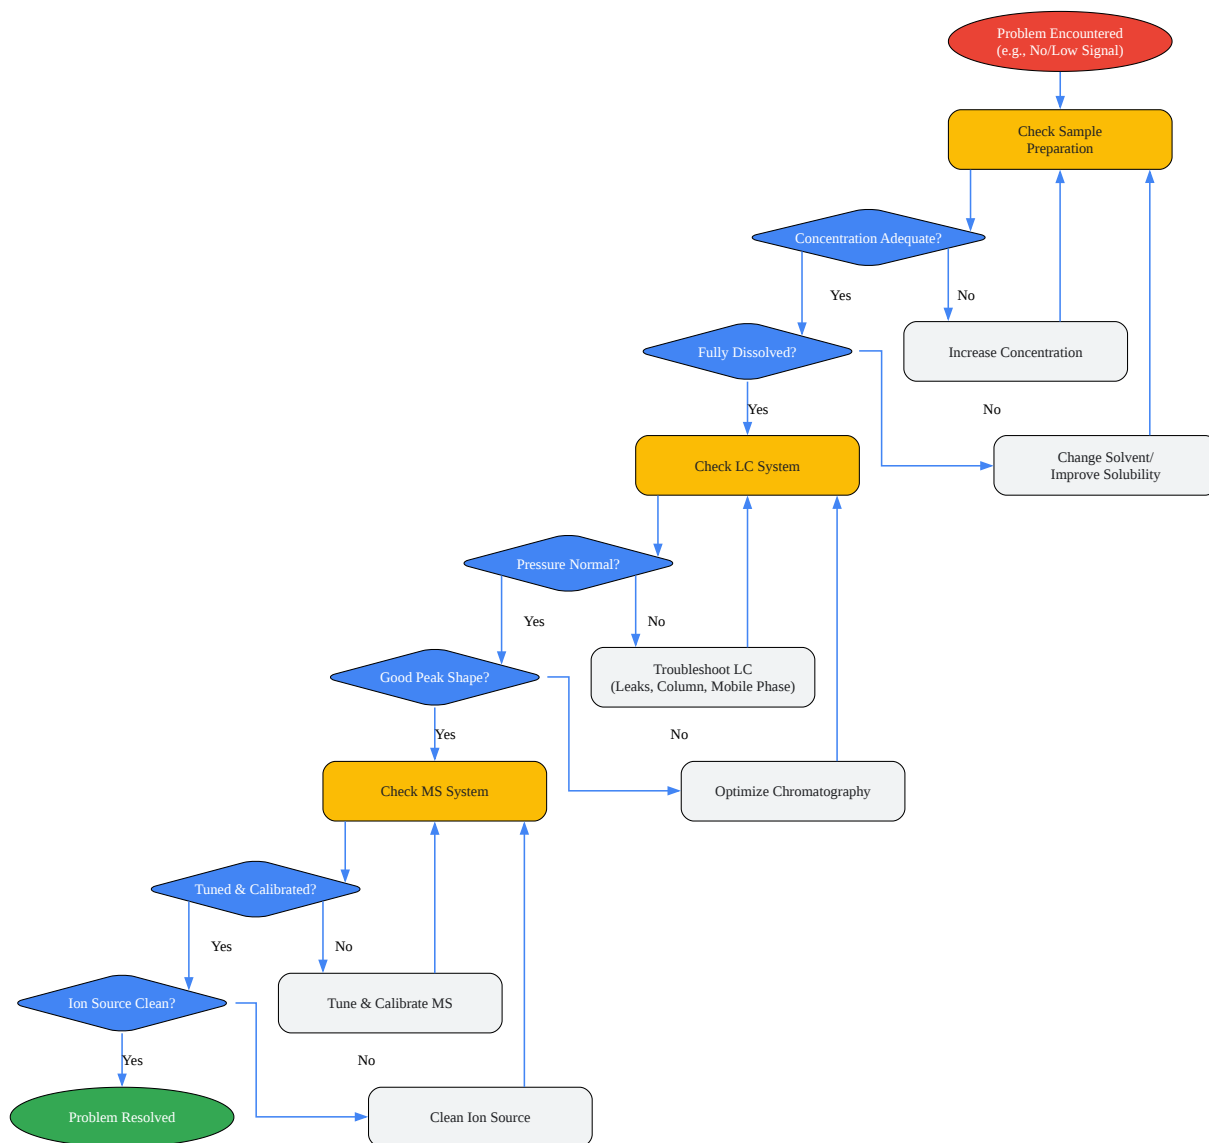 Problem Encountered
(e.g., No/Low Signal)
Check Sample
Preparation
Concentration Adequate?
Yes
No
Fully Dissolved?
Increase Concentration
Yes
No
Check LC System
Change Solvent/
Improve Solubility
Pressure Normal?
Yes
No
Good Peak Shape?
Troubleshoot LC
(Leaks, Column, Mobile Phase)
Yes
No
Check MS System
Optimize Chromatography
Tuned & Calibrated?
Yes
No
Ion Source Clean?
Tune & Calibrate MS
Yes
No
Problem Resolved
Clean Ion Source